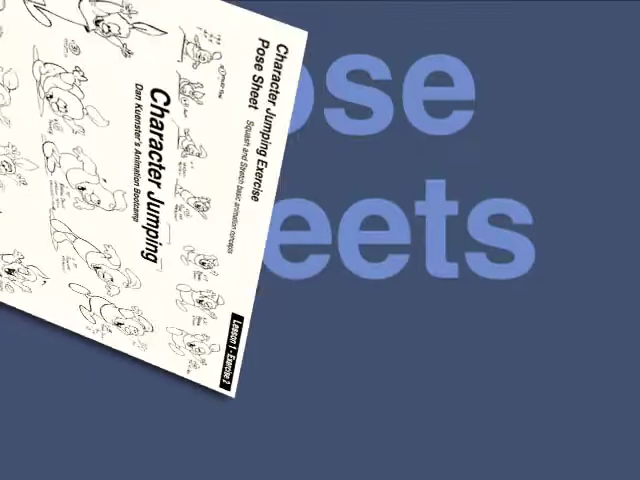 ose
eets
Character Jumping Exercise
Pose Sheet
Squash and Stretch basic animation concepts
Character Jumping
Dan Kuenster's Animation Bootcamp
Lesson 1 - Exercise 2